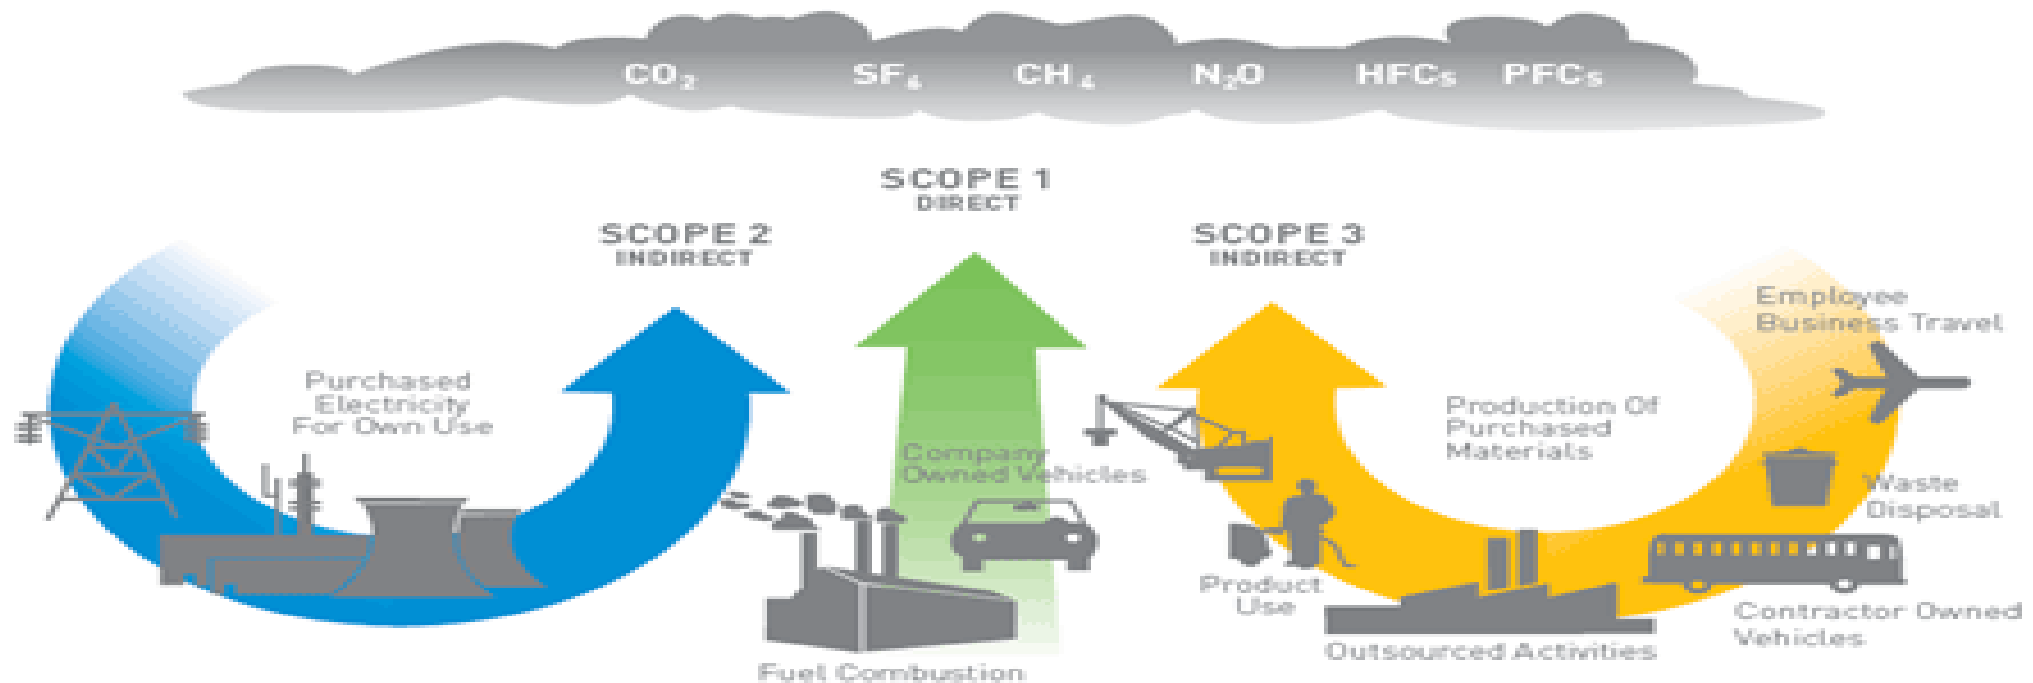 CO₂ SF₆ CH₄ N₂O HFCs PFCs
SCOPE 1
DIRECT
SCOPE 2
INDIRECT
SCOPE 3
INDIRECT
Purchased
Electricity
For Own Use
Company
Owned Vehicles
Fuel Combustion
Employee
Business Travel
Production Of
Purchased
Materials
Waste
Disposal
Product
Use
Contractor Owned
Vehicles
Outsourced Activities